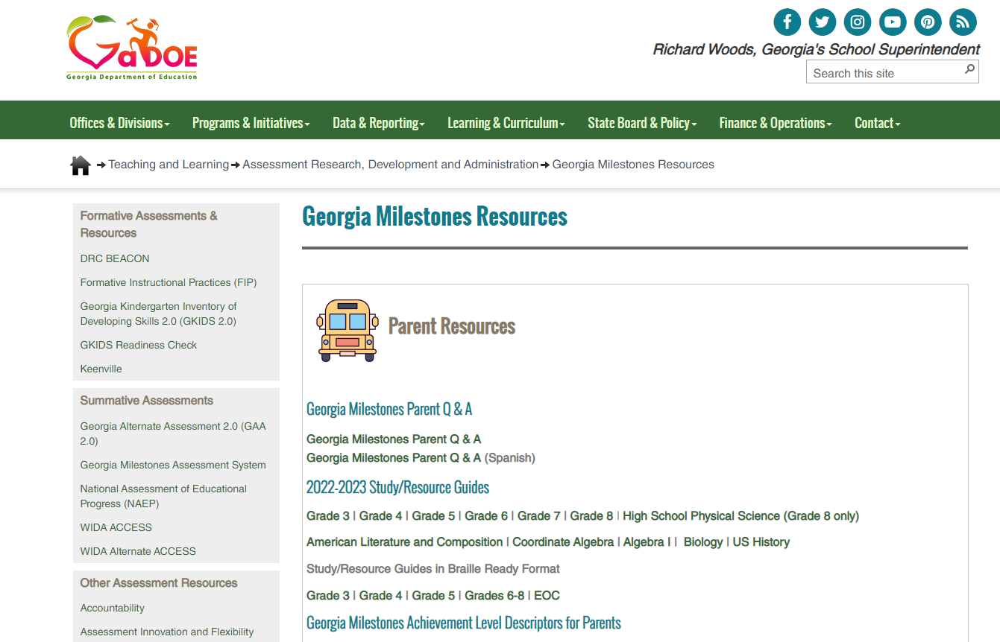 GaDOE
Georgia Department of Education
Richard Woods, Georgia's School Superintendent
Search this site
Offices & Divisions
Programs & Initiatives
Data & Reporting
Learning & Curriculum
State Board & Policy
Finance & Operations
Contact
Teaching and Learning
Assessment Research, Development and Administration
Georgia Milestones Resources
Formative Assessments &
Resources
DRC BEACON
Formative Instructional Practices (FIP)
Georgia Kindergarten Inventory of
Developing Skills 2.0 (GKIDS 2.0)
GKIDS Readiness Check
Keenville
Summative Assessments
Georgia Alternate Assessment 2.0 (GAA
2.0)
Georgia Milestones Assessment System
National Assessment of Educational
Progress (NAEP)
WIDA ACCESS
WIDA Alternate ACCESS
Other Assessment Resources
Accountability
Assessment Innovation and Flexibility
Georgia Milestones Resources
Parent Resources
Georgia Milestones Parent Q & A
Georgia Milestones Parent Q & A
Georgia Milestones Parent Q & A (Spanish)
2022-2023 Study/Resource Guides
Grade 3 | Grade 4 | Grade 5 | Grade 6 | Grade 7 | Grade 8 | High School Physical Science (Grade 8 only)
American Literature and Composition | Coordinate Algebra | Algebra I | Biology | US History
Study/Resource Guides in Braille Ready Format
Grade 3 | Grade 4 | Grade 5 | Grades 6-8 | EOC
Georgia Milestones Achievement Level Descriptors for Parents